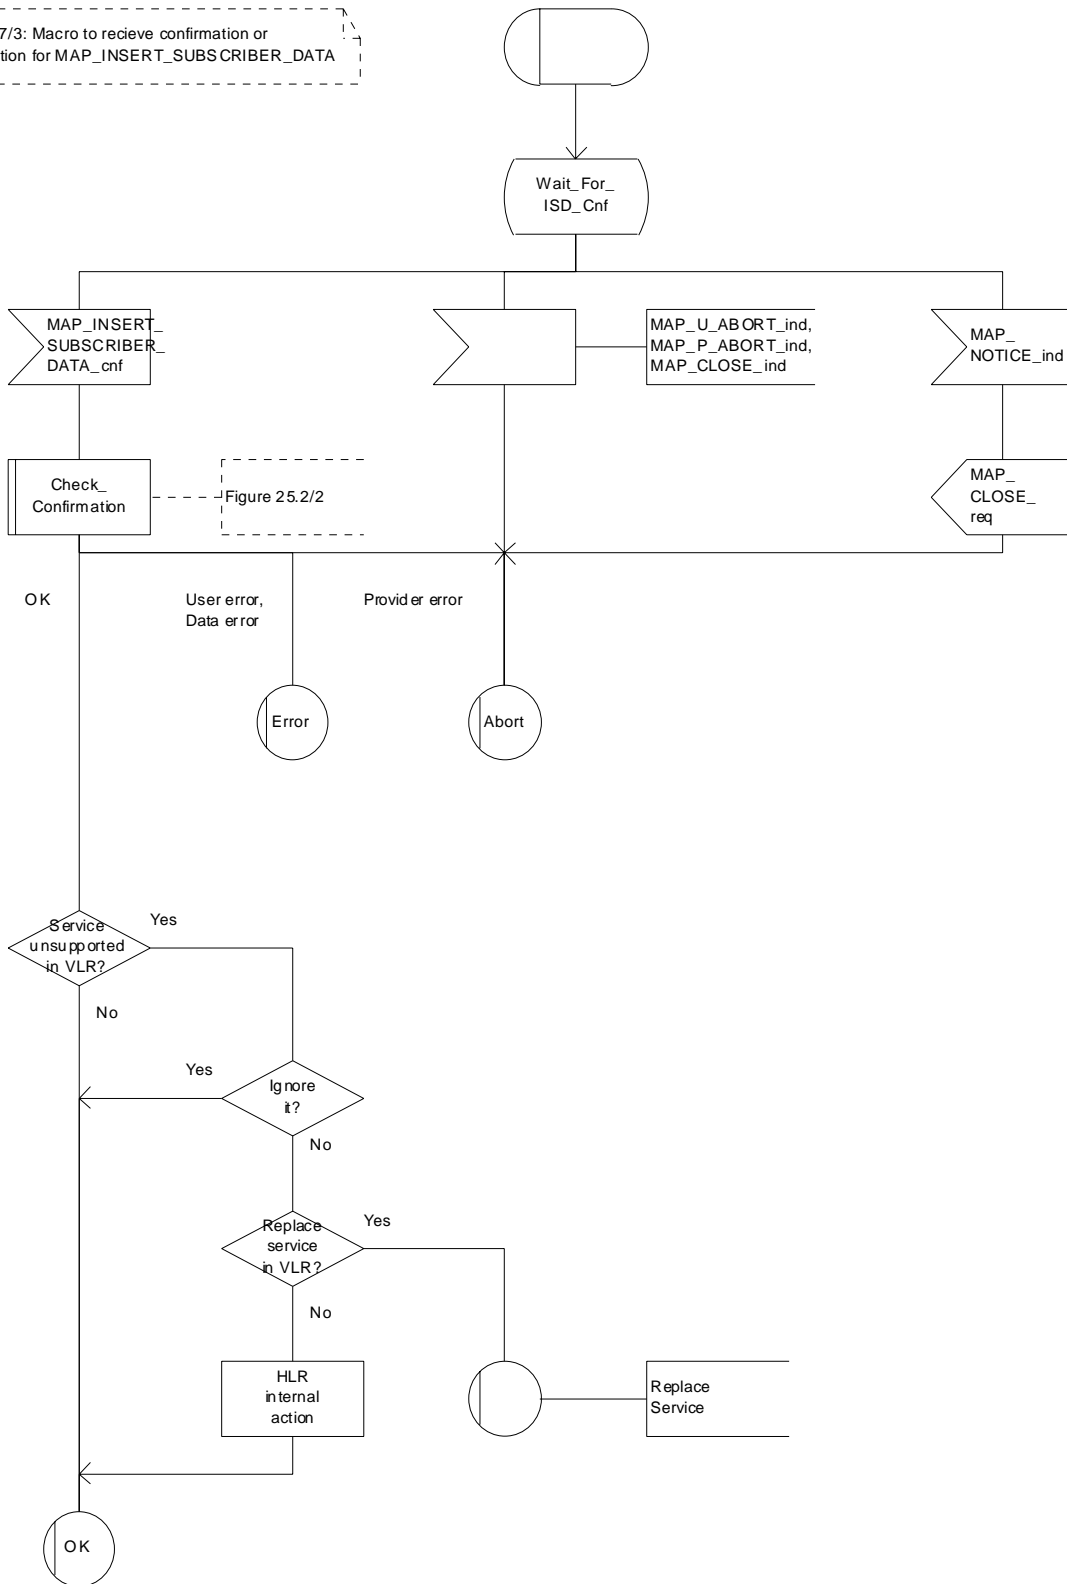 7/3: Macro to recieve confirmation or
tion for MAP_INSERT_SUBSCRIBER_DATA
Wait_For_
ISD_Cnf
MAP_INSERT_
SUBSCRIBER_
DATA_cnf
MAP_U_ABORT_ind,
MAP_P_ABORT_ind,
MAP_CLOSE_ind
MAP_
NOTICE_ind
Check_
Confirmation
Figure 25.2/2
MAP_
CLOSE_
req
OK
User error,
Data error
Provider error
Error
Abort
Service
unsupported
in VLR?
Yes
No
Yes
Ignore
it?
No
Replace
service
in VLR?
Yes
No
HLR
internal
action
Replace
Service
OK